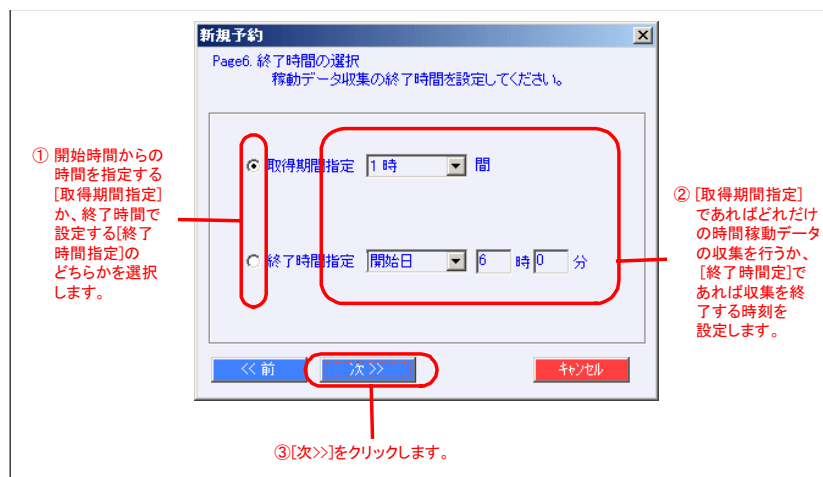 新規予約
Page6. 終了時間の選択
稼動データ収集の終了時間を設定してください。
① 開始時間からの
時間を指定する
[取得期間指定]
か、終了時間で
設定する[終了
時間指定]の
どちらかを選択
します。
取得期間指定 1 時 間
終了時間指定 開始日 6 時 0 分
② [取得期間指定]
であればどれだけ
の時間稼動データ
の収集を行うか、
[終了時間定]で
あれば収集を終
了する時刻を
設定します。
<< 前 次 >> キャンセル
③[次>>]をクリックします。